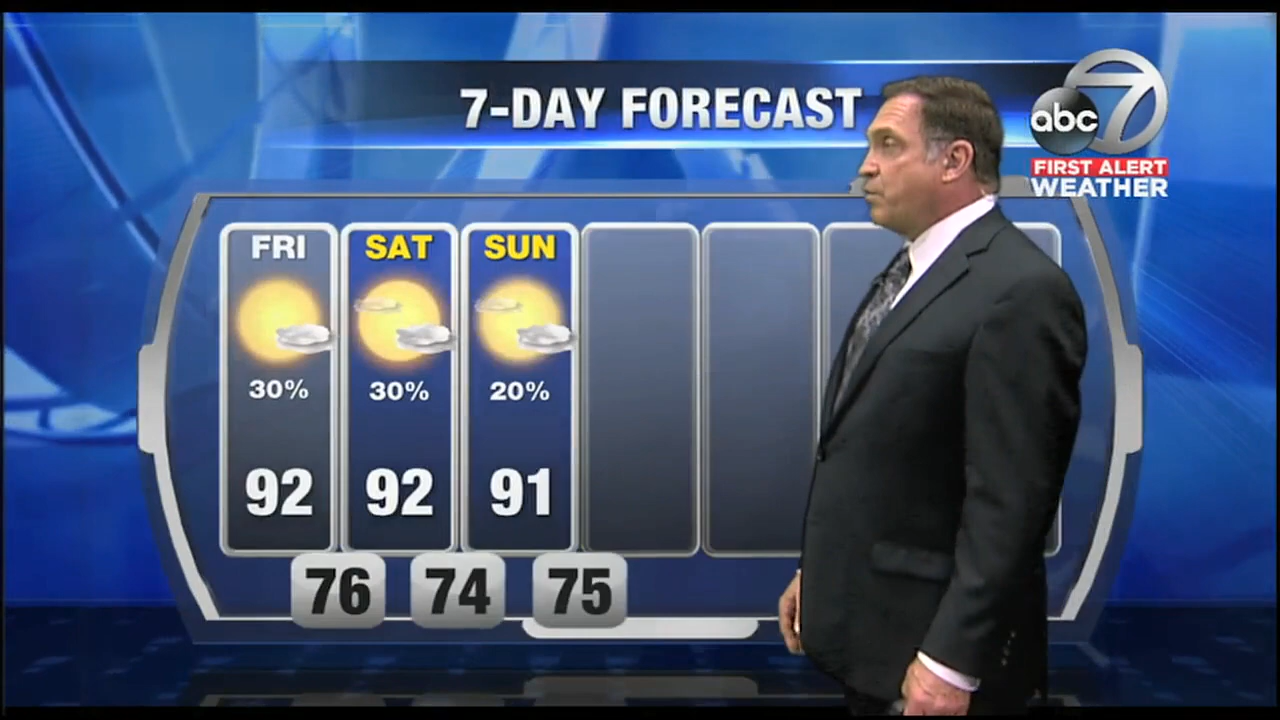 7-DAY FORECAST
abc 7
FIRST ALERT
WEATHER
FRI SAT SUN
30% 30% 20%
92 92 91
76 74 75